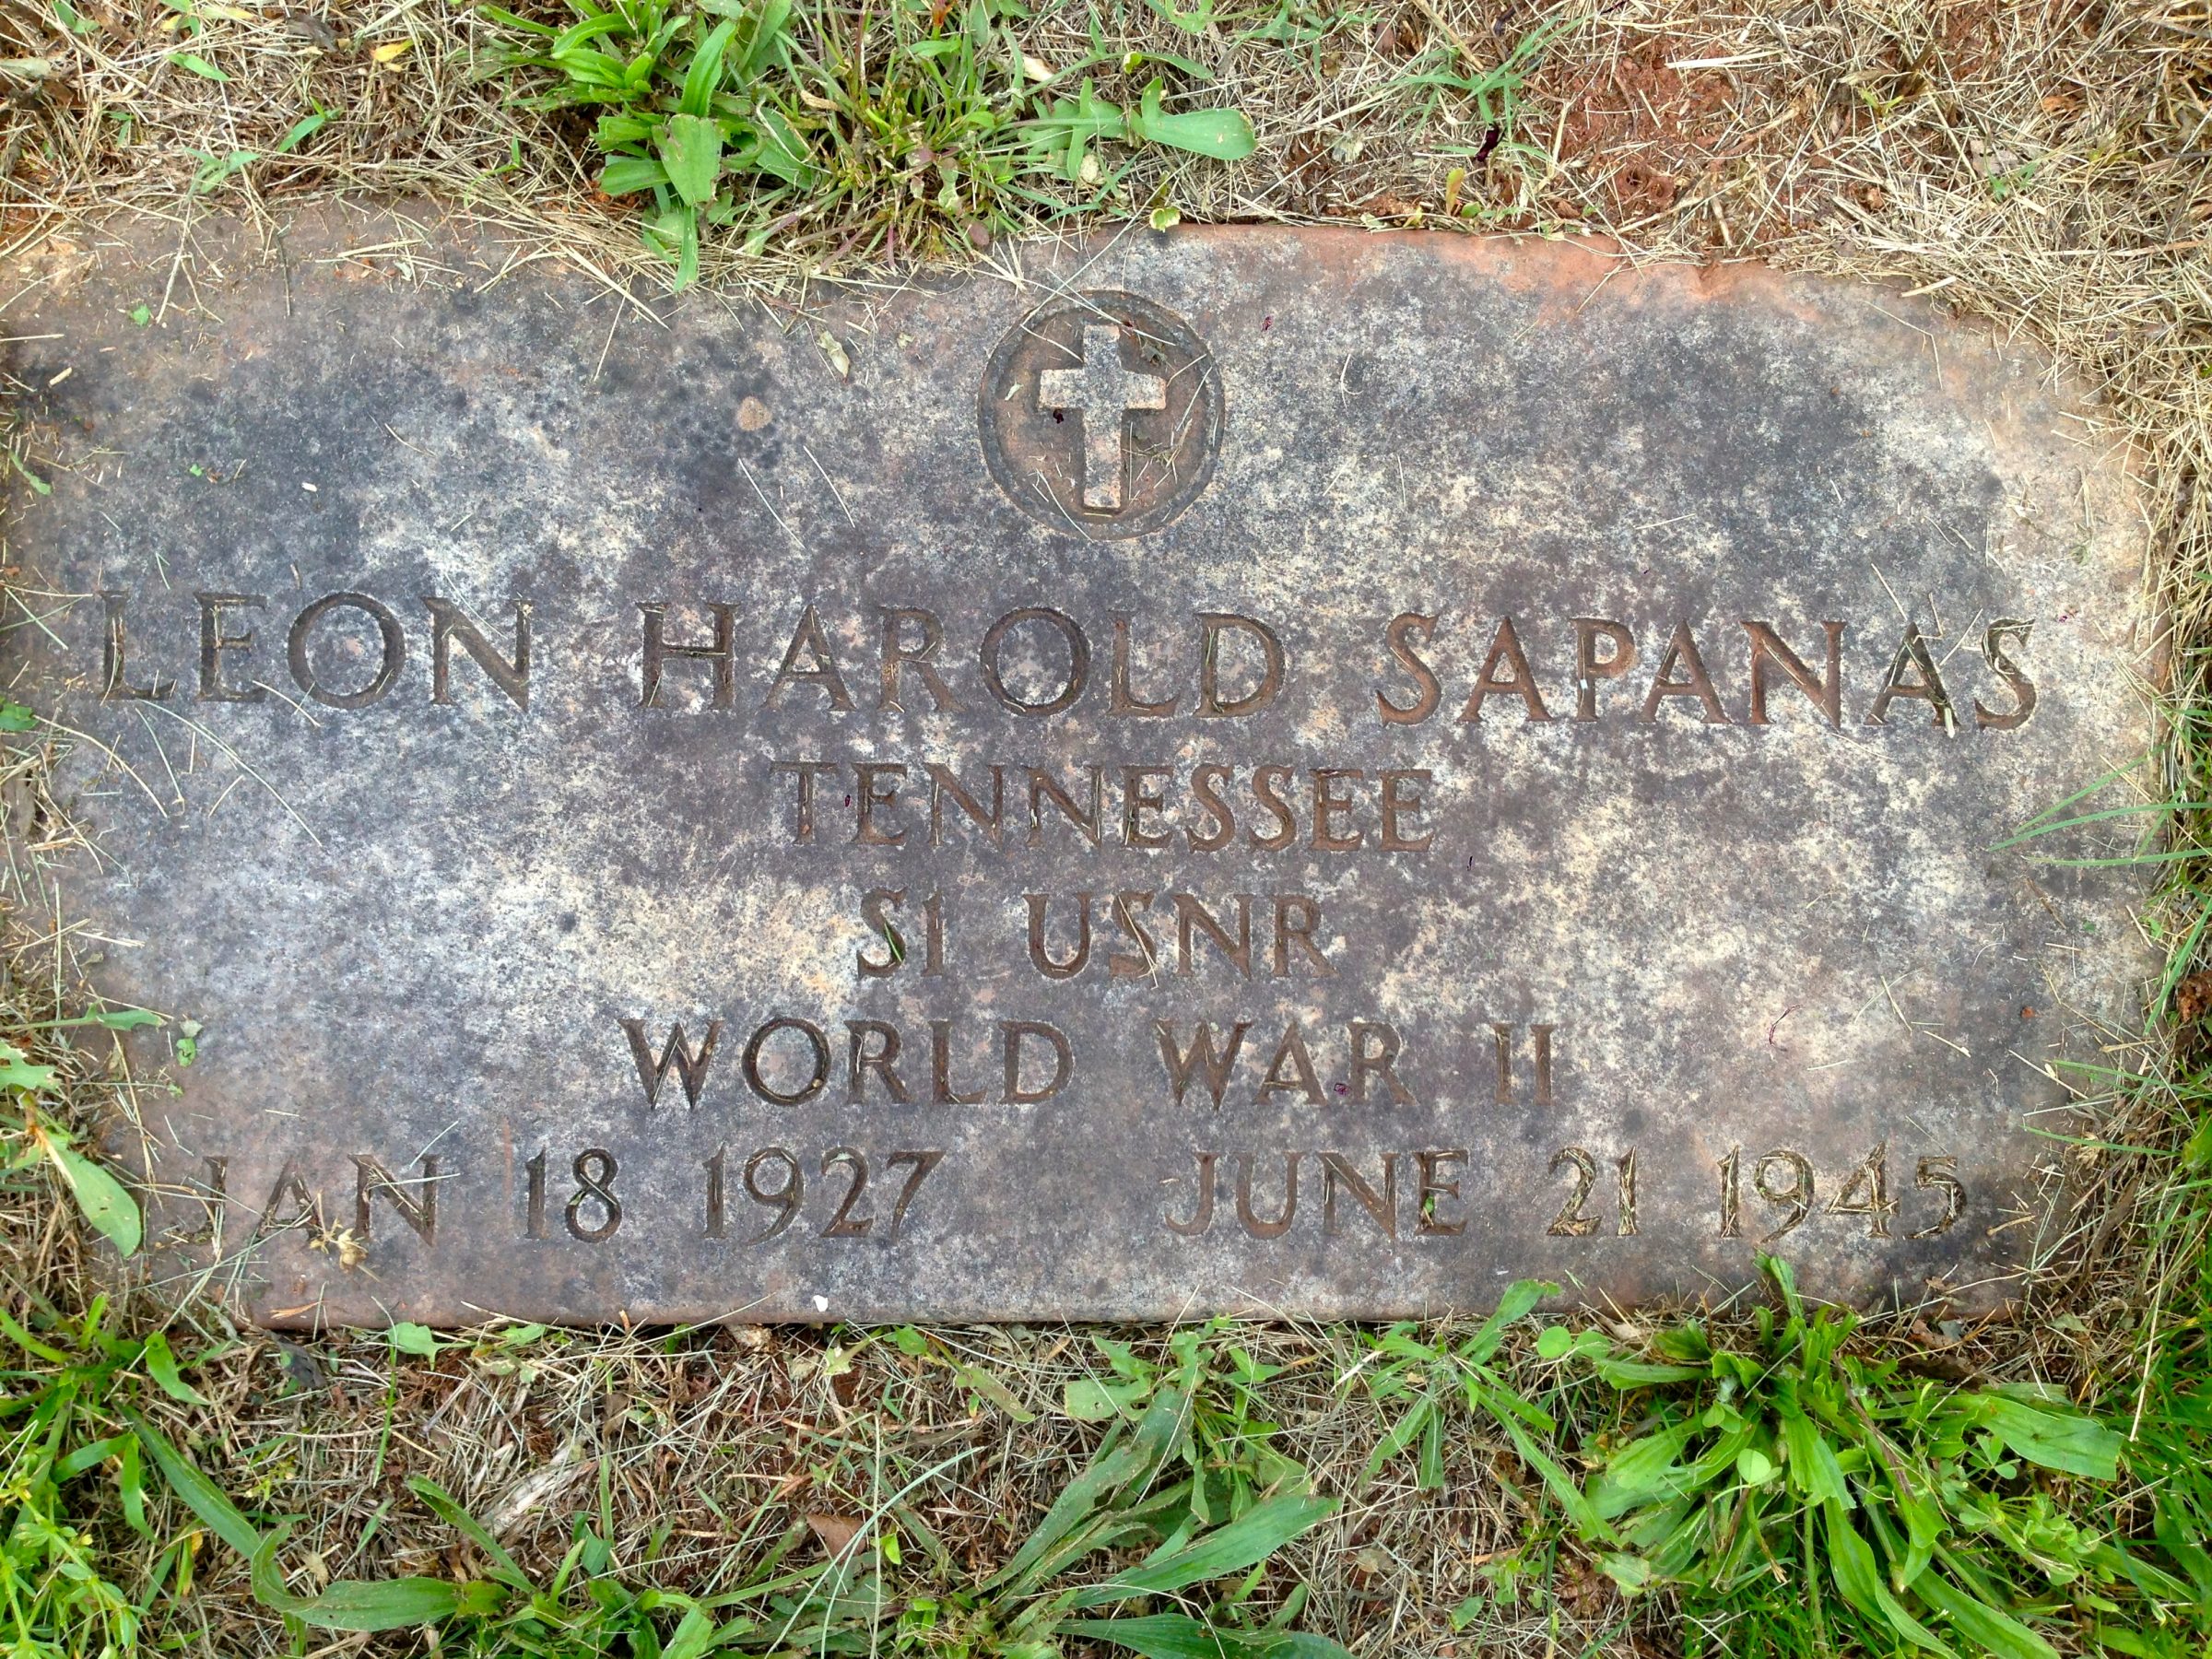 LEON HAROLD SAPANAS
TENNESSEE
S1 USNR
WORLD WAR II
JAN 18 1927 JUNE 21 1945